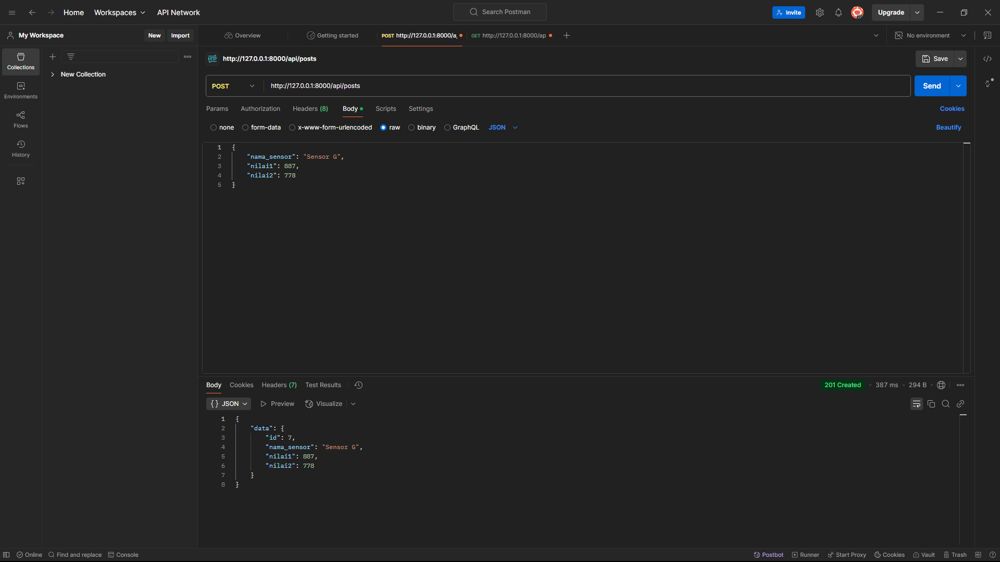 Home Workspaces API Network Search Postman Invite Upgrade
My Workspace New Import Overview Getting started POST http://127.0.0.1:8000/a GET http://127.0.0.1:8000/ap No environment
Collections
Environments
Flows
History
New Collection
HTTP http://127.0.0.1:8000/api/posts Save
POST http://127.0.0.1:8000/api/posts Send
Params Authorization Headers (8) Body Scripts Settings Cookies
none form-data x-www-form-urlencoded raw binary GraphQL JSON Beautify
1 {
2 "nama_sensor": "Sensor G",
3 "nilai1": 887,
4 "nilai2": 778
5 }
Body Cookies Headers (7) Test Results 201 Created 387 ms 294 B
{} JSON Preview Visualize
1 {
2 "data": {
3 "id": 7,
4 "nama_sensor": "Sensor G",
5 "nilai1": 887,
6 "nilai2": 778
7 }
8 }
Online Find and replace Console Postbot Runner Start Proxy Cookies Vault Trash